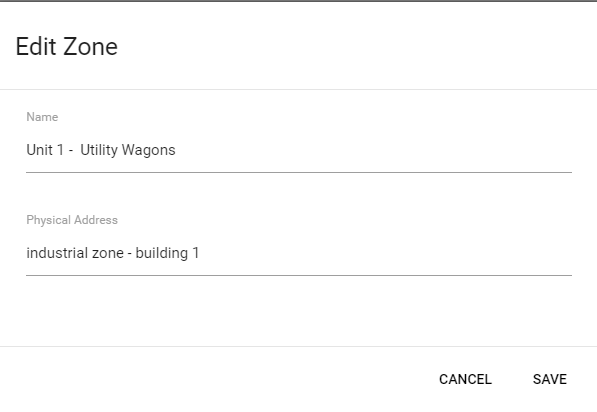 Edit Zone
Name
Unit 1 -  Utility Wagons
Physical Address
industrial zone - building 1
CANCEL SAVE